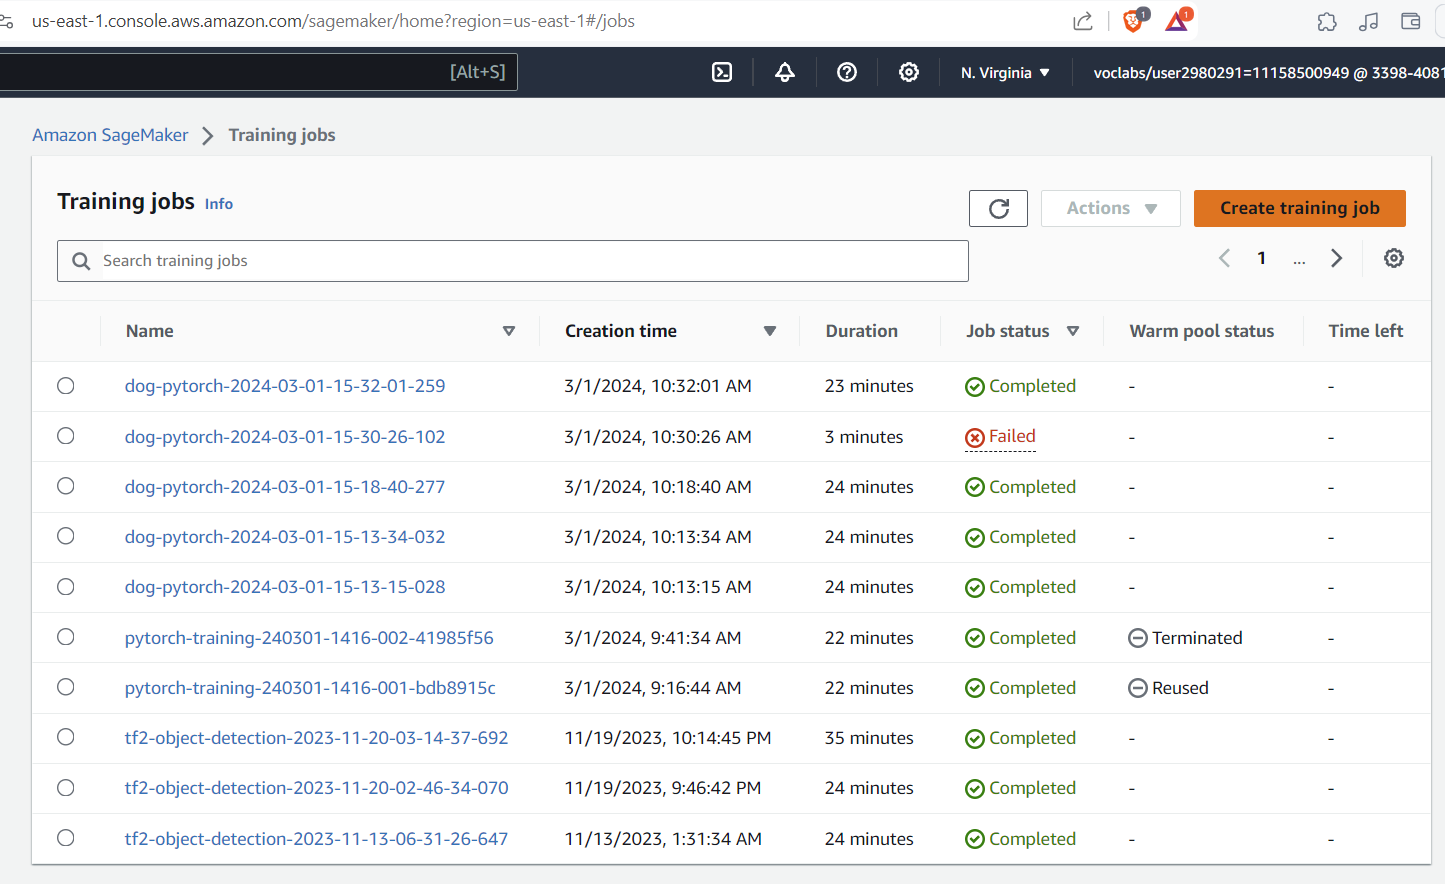 us-east-1.console.aws.amazon.com/sagemaker/home?region=us-east-1#/jobs
1
1
[Alt+S]
N. Virginia
voclabs/user2980291=11158500949 @ 3398-4081
Amazon SageMaker
Training jobs
Training jobs Info
Actions
Create training job
Search training jobs
1 ...
Name Creation time Duration Job status Warm pool status Time left
dog-pytorch-2024-03-01-15-32-01-259 3/1/2024, 10:32:01 AM 23 minutes Completed - -
dog-pytorch-2024-03-01-15-30-26-102 3/1/2024, 10:30:26 AM 3 minutes Failed - -
dog-pytorch-2024-03-01-15-18-40-277 3/1/2024, 10:18:40 AM 24 minutes Completed - -
dog-pytorch-2024-03-01-15-13-34-032 3/1/2024, 10:13:34 AM 24 minutes Completed - -
dog-pytorch-2024-03-01-15-13-15-028 3/1/2024, 10:13:15 AM 24 minutes Completed - -
pytorch-training-240301-1416-002-41985f56 3/1/2024, 9:41:34 AM 22 minutes Completed Terminated -
pytorch-training-240301-1416-001-bdb8915c 3/1/2024, 9:16:44 AM 22 minutes Completed Reused -
tf2-object-detection-2023-11-20-03-14-37-692 11/19/2023, 10:14:45 PM 35 minutes Completed - -
tf2-object-detection-2023-11-20-02-46-34-070 11/19/2023, 9:46:42 PM 24 minutes Completed - -
tf2-object-detection-2023-11-13-06-31-26-647 11/13/2023, 1:31:34 AM 24 minutes Completed - -